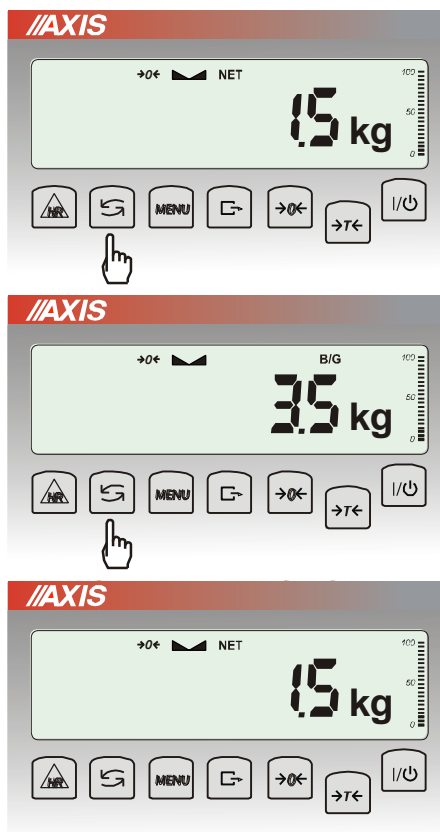 //AXIS
→0← NET 100
1.5 kg 50
0
HR MENU →0← →T← I/⏻
//AXIS
→0← B/G 100
3.5 kg 50
0
HR MENU →0← →T← I/⏻
//AXIS
→0← NET 100
1.5 kg 50
0
HR MENU →0← →T← I/⏻